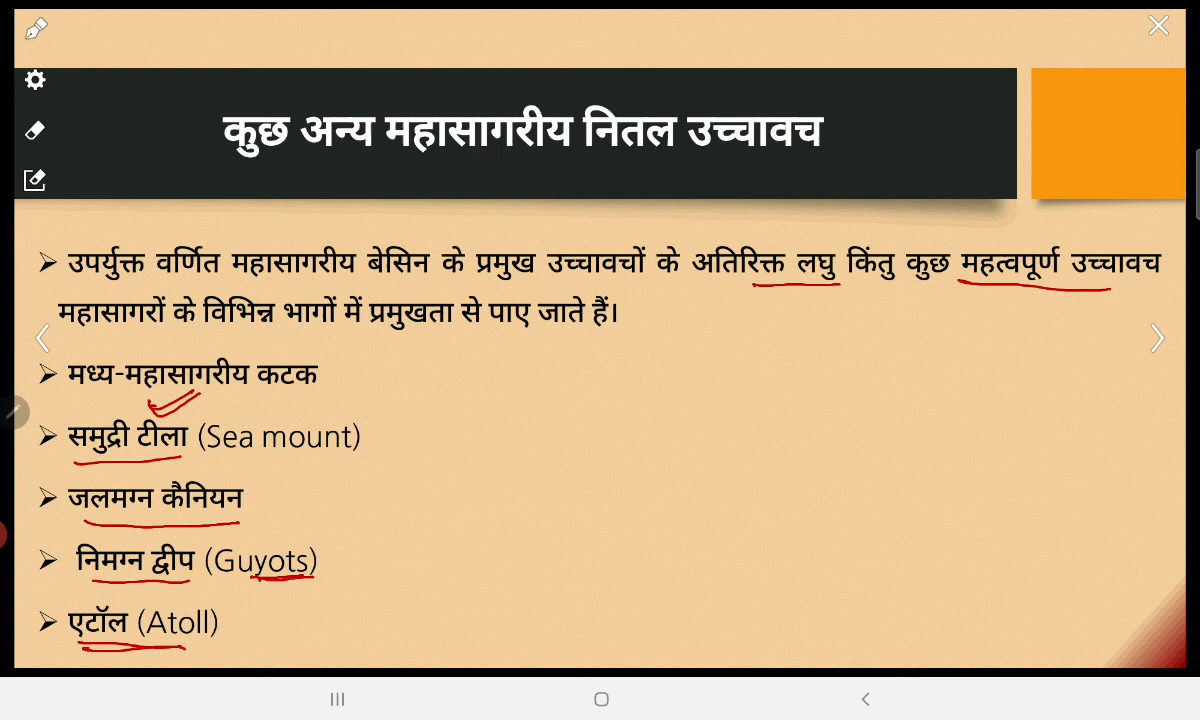 कुछ अन्य महासागरीय नितल उच्चावच
उपर्युक्त वर्णित महासागरीय बेसिन के प्रमुख उच्चावचों के अतिरिक्त लघु किंतु कुछ महत्वपूर्ण उच्चावच
महासागरों के विभिन्न भागों में प्रमुखता से पाए जाते हैं।
मध्य-महासागरीय कटक
समुद्री टीला (Sea mount)
जलमग्न कैनियन
निमग्न द्वीप (Guyots)
एटॉल (Atoll)